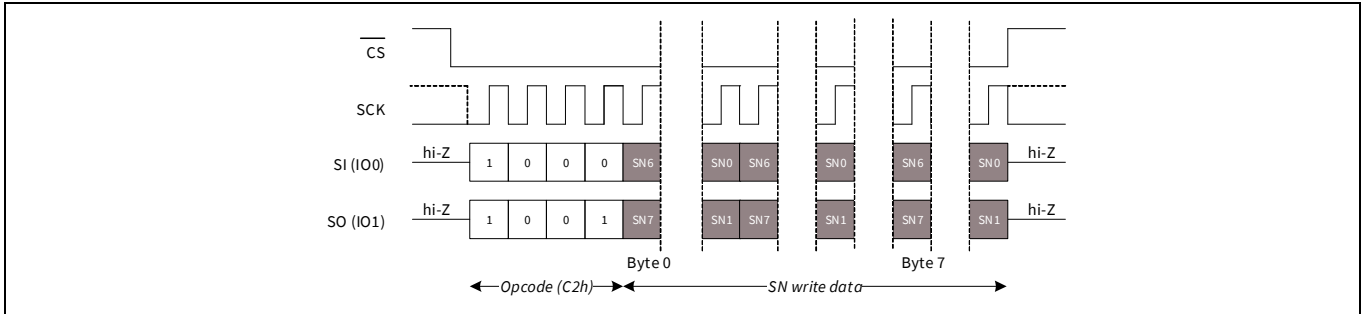 CS
SCK
hi-Z 1 0 0 0 SN6 SN0 SN6 SN0 SN6 SN0 hi-Z
SI (IO0)
hi-Z 1 0 0 1 SN7 SN1 SN7 SN1 SN7 SN1 hi-Z
SO (IO1)
Byte 0 Byte 7
Opcode (C2h) SN write data